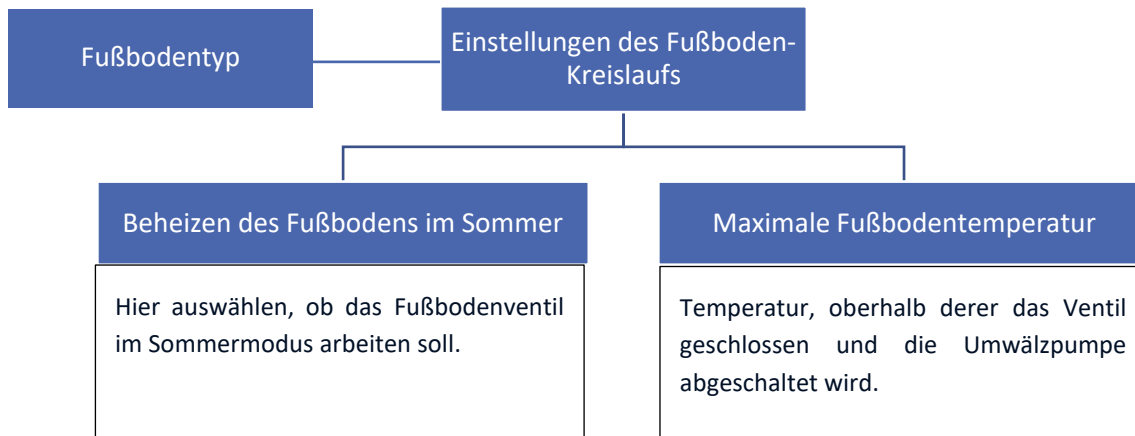 Fußbodentyp
Einstellungen des Fußboden-
Kreislaufs
Beheizen des Fußbodens im Sommer
Hier auswählen, ob das Fußbodenventil
im Sommermodus arbeiten soll.
Maximale Fußbodentemperatur
Temperatur, oberhalb derer das Ventil
geschlossen und die Umwälzpumpe
abgeschaltet wird.